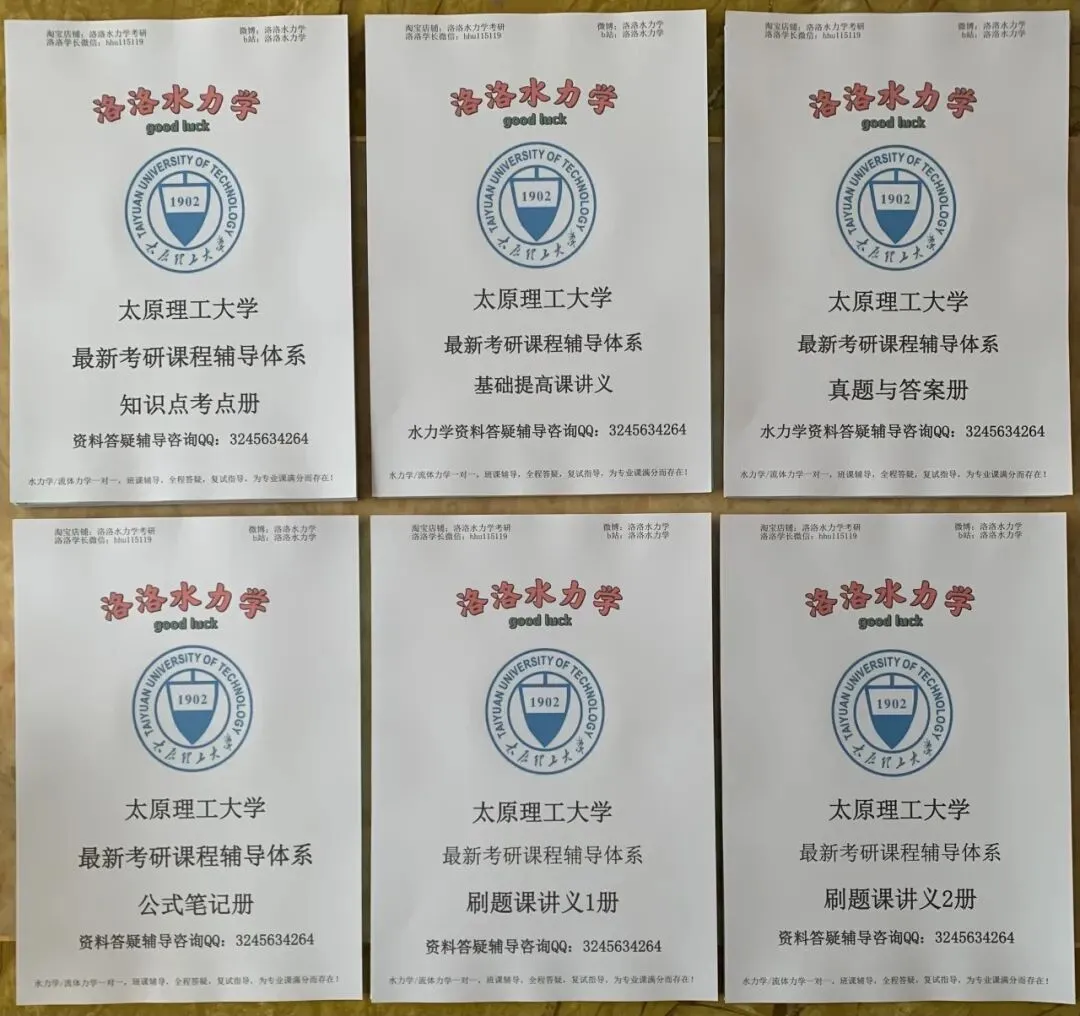 淘宝店铺：洛洛水力学考研
洛洛学长微信：hhu115119
微博：洛洛水力学
b站：洛洛水力学
洛洛水力学
good luck
TAIYUAN UNIVERSITY OF TECHNOLOGY
1902
太原理工大学
太原理工大学
最新考研课程辅导体系
知识点考点册
资料答疑辅导咨询QQ：3245634264
水力学/流体力学一对一，班课辅导，全程答疑，复试指导，为专业课满分而存在！
淘宝店铺：洛洛水力学考研
洛洛学长微信：hhu115119
微博：洛洛水力学
b站：洛洛水力学
洛洛水力学
good luck
TAIYUAN UNIVERSITY OF TECHNOLOGY
1902
太原理工大学
太原理工大学
最新考研课程辅导体系
基础提高课讲义
水力学资料答疑辅导咨询QQ：3245634264
水力学/流体力学一对一，班课辅导，全程答疑，复试指导，为专业课满分而存在！
淘宝店铺：洛洛水力学考研
洛洛学长微信：hhu115119
微博：洛洛水力学
b站：洛洛水力学
洛洛水力学
good luck
TAIYUAN UNIVERSITY OF TECHNOLOGY
1902
太原理工大学
太原理工大学
最新考研课程辅导体系
真题与答案册
水力学资料答疑辅导咨询QQ：3245634264
水力学/流体力学一对一，班课辅导，全程答疑，复试指导，为专业课满分而存在！
淘宝店铺：洛洛水力学考研
洛洛学长微信：hhu115119
微博：洛洛水力学
b站：洛洛水力学
洛洛水力学
good luck
TAIYUAN UNIVERSITY OF TECHNOLOGY
1902
太原理工大学
太原理工大学
最新考研课程辅导体系
公式笔记册
资料答疑辅导咨询QQ：3245634264
水力学/流体力学一对一，班课辅导，全程答疑，复试指导，为专业课满分而存在！
淘宝店铺：洛洛水力学考研
洛洛学长微信：hhu115119
微博：洛洛水力学
b站：洛洛水力学
洛洛水力学
good luck
TAIYUAN UNIVERSITY OF TECHNOLOGY
1902
太原理工大学
太原理工大学
最新考研课程辅导体系
刷题课讲义1册
资料答疑辅导咨询QQ：3245634264
水力学/流体力学一对一，班课辅导，全程答疑，复试指导，为专业课满分而存在！
淘宝店铺：洛洛水力学考研
洛洛学长微信：hhu115119
微博：洛洛水力学
b站：洛洛水力学
洛洛水力学
good luck
TAIYUAN UNIVERSITY OF TECHNOLOGY
1902
太原理工大学
太原理工大学
最新考研课程辅导体系
刷题课讲义2册
资料答疑辅导咨询QQ：3245634264
水力学/流体力学一对一，班课辅导，全程答疑，复试指导，为专业课满分而存在！